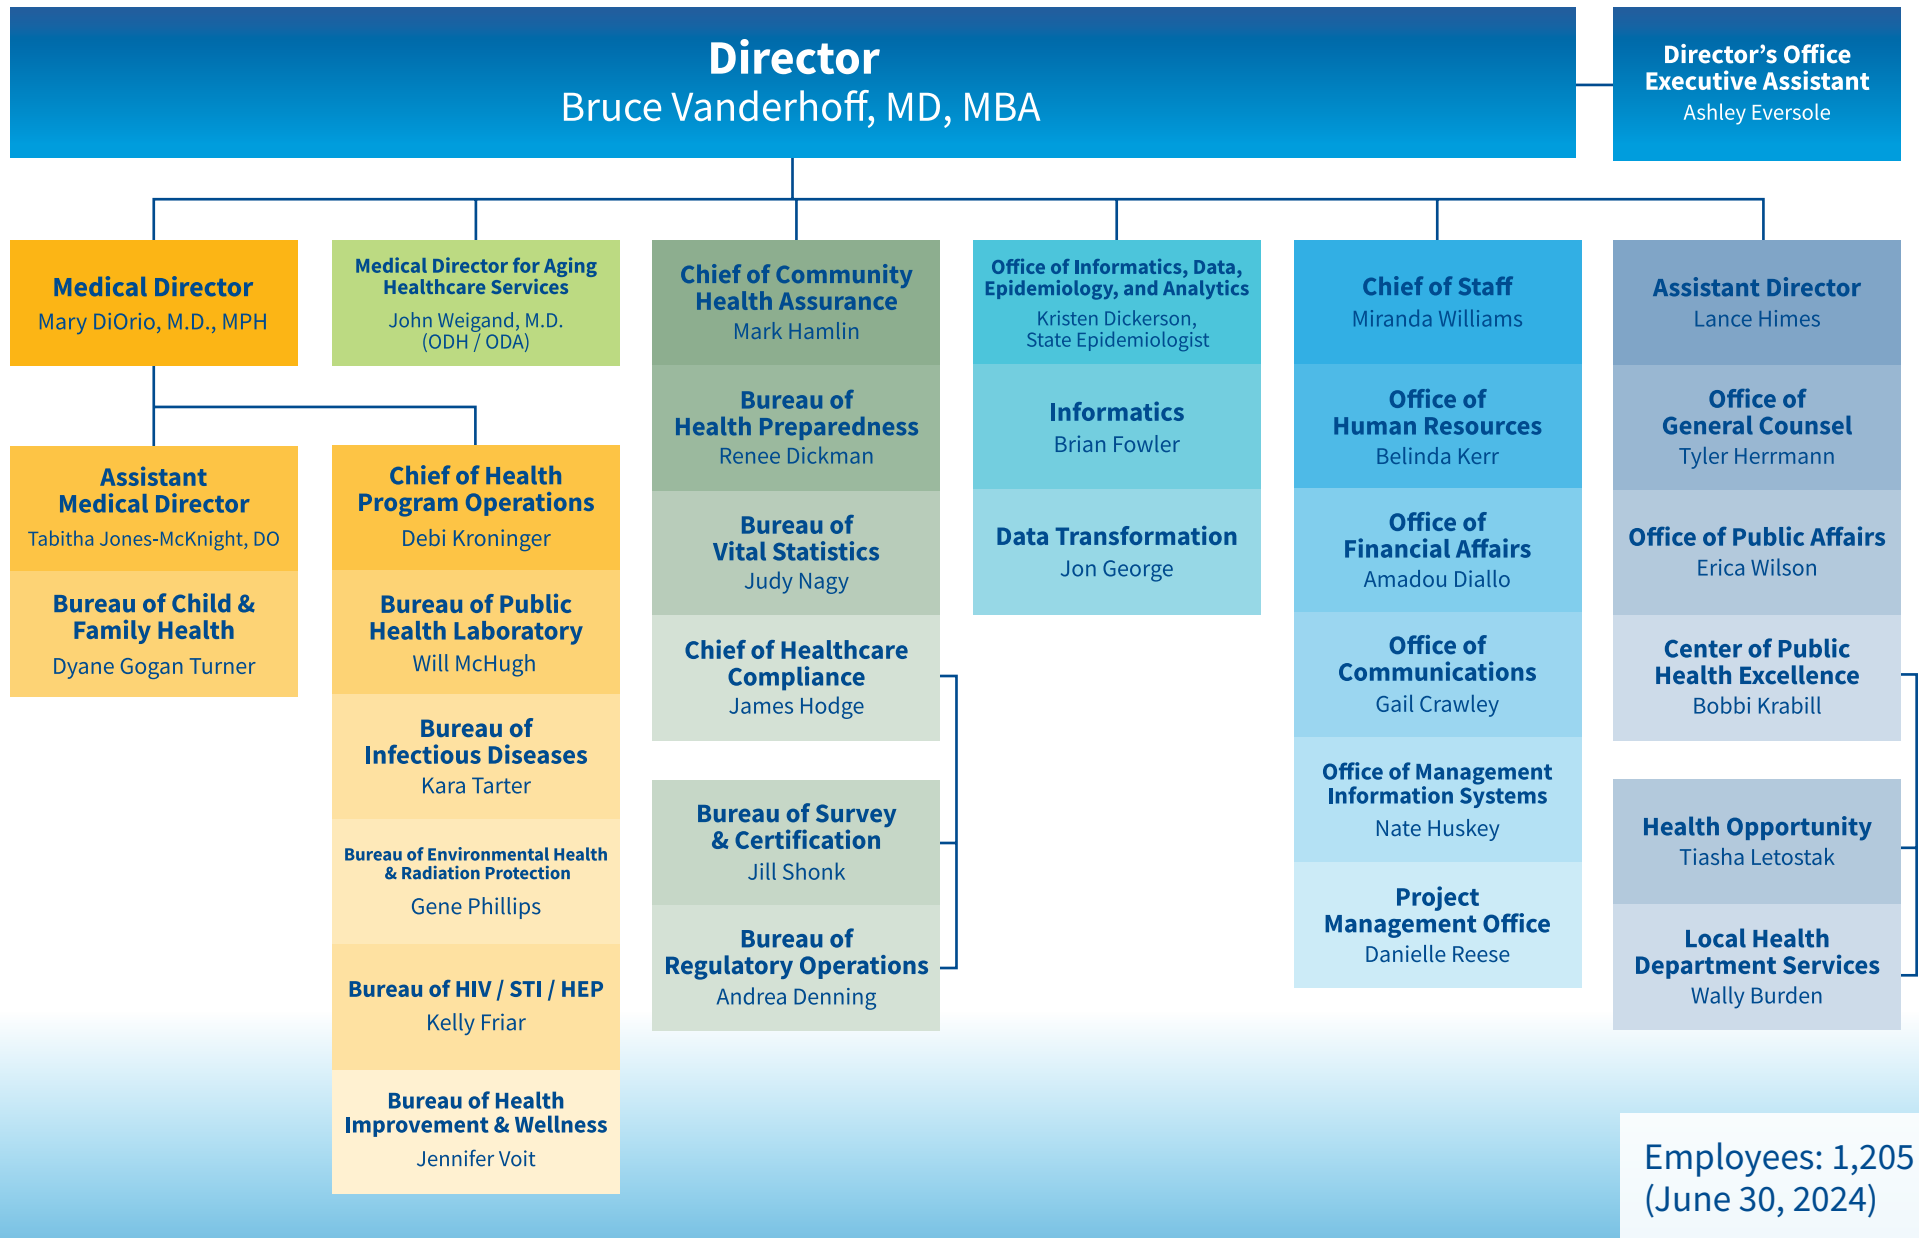 Director
Bruce Vanderhoff, MD, MBA
Director’s Office
Executive Assistant
Ashley Eversole
Medical Director
Mary DiOrio, M.D., MPH
Assistant
Medical Director
Tabitha Jones-McKnight, DO
Bureau of Child &
Family Health
Dyane Gogan Turner
Chief of Health
Program Operations
Debi Kroninger
Bureau of Public
Health Laboratory
Will McHugh
Bureau of
Infectious Diseases
Kara Tarter
Bureau of Environmental Health
& Radiation Protection
Gene Phillips
Bureau of HIV / STI / HEP
Kelly Friar
Bureau of Health
Improvement & Wellness
Jennifer Voit
Medical Director for Aging
Healthcare Services
John Weigand, M.D.
(ODH / ODA)
Chief of Community
Health Assurance
Mark Hamlin
Bureau of
Health Preparedness
Renee Dickman
Bureau of
Vital Statistics
Judy Nagy
Chief of Healthcare
Compliance
James Hodge
Bureau of Survey
& Certification
Jill Shonk
Bureau of
Regulatory Operations
Andrea Denning
Office of Informatics, Data,
Epidemiology, and Analytics
Kristen Dickerson,
State Epidemiologist
Informatics
Brian Fowler
Data Transformation
Jon George
Chief of Staff
Miranda Williams
Office of
Human Resources
Belinda Kerr
Office of
Financial Affairs
Amadou Diallo
Office of
Communications
Gail Crawley
Office of Management
Information Systems
Nate Huskey
Project
Management Office
Danielle Reese
Assistant Director
Lance Himes
Office of
General Counsel
Tyler Herrmann
Office of Public Affairs
Erica Wilson
Center of Public
Health Excellence
Bobbi Krabill
Health Opportunity
Tiasha Letostak
Local Health
Department Services
Wally Burden
Employees: 1,205
(June 30, 2024)